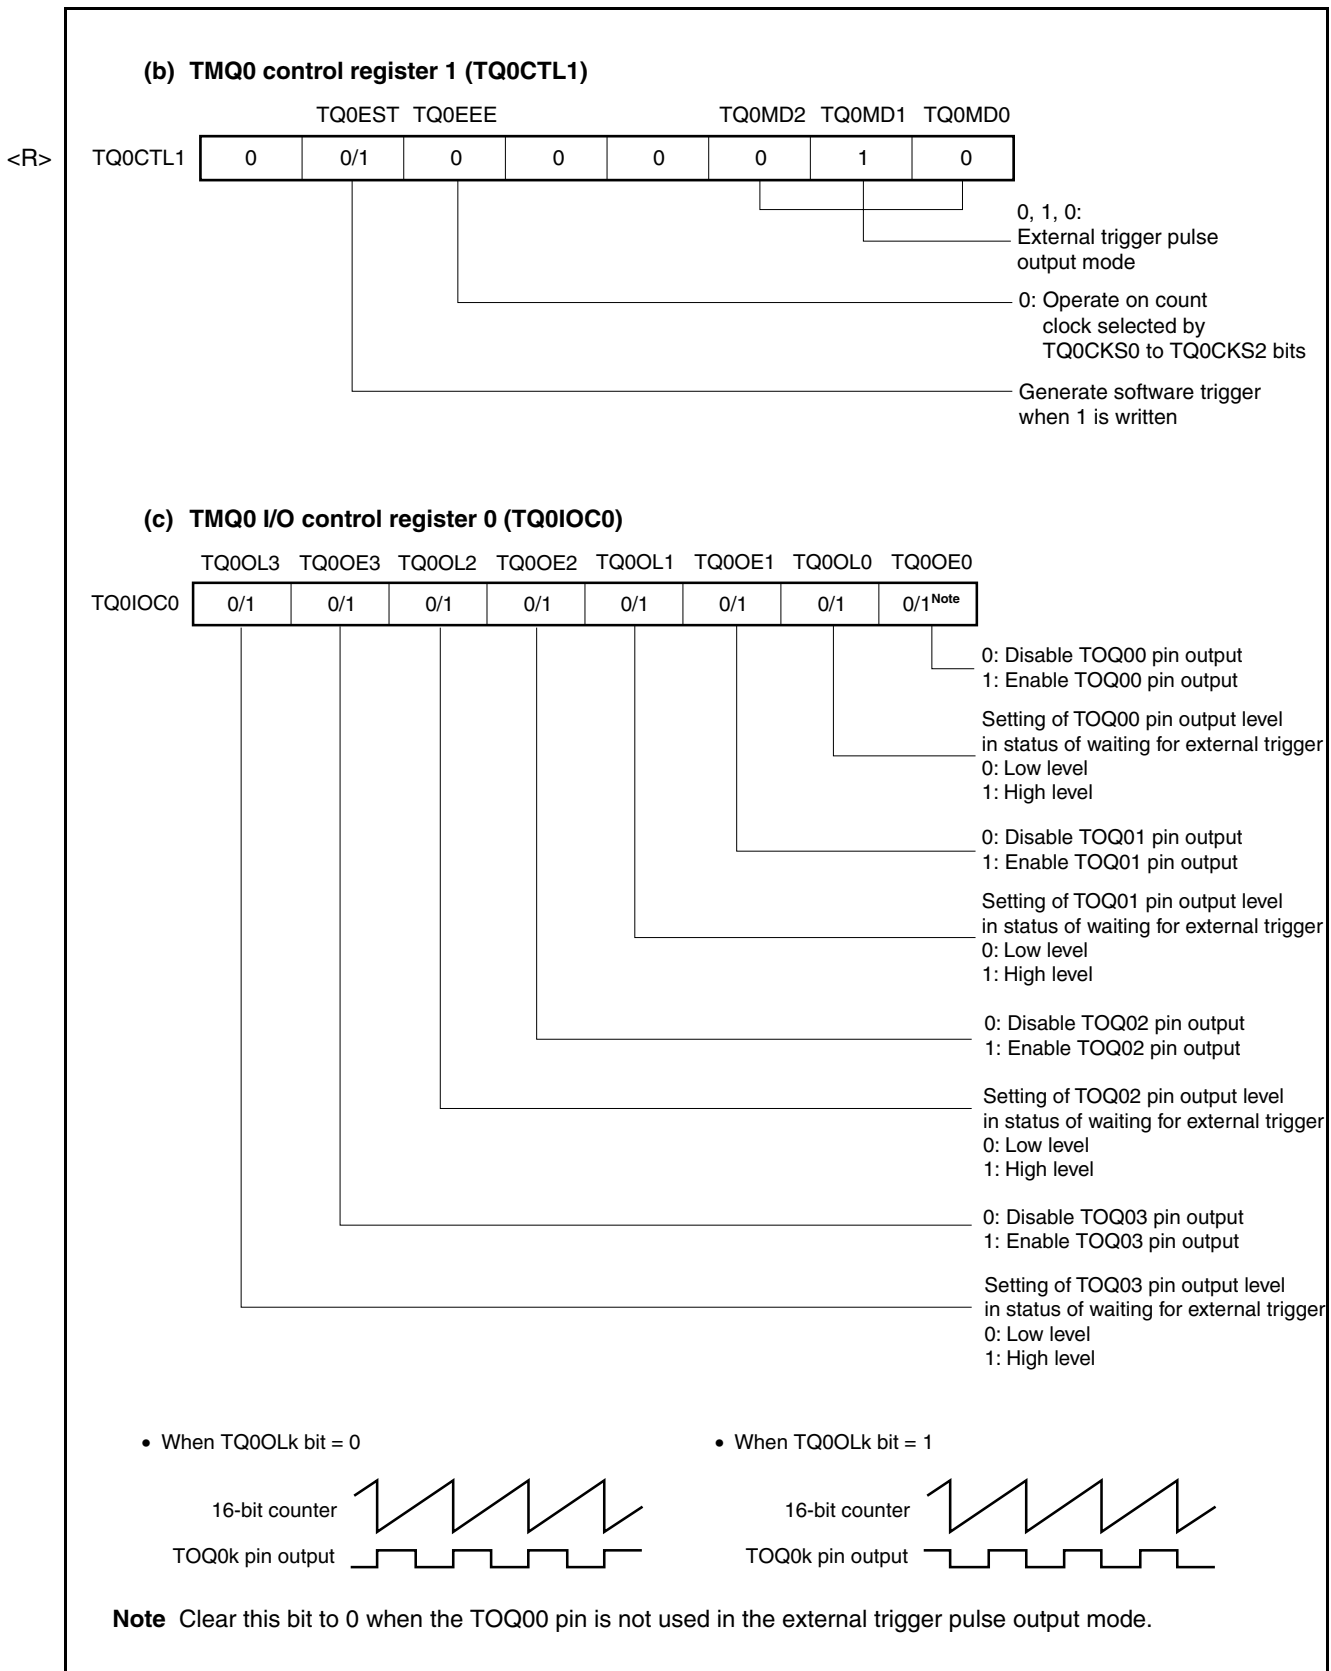 (b) TMQ0 control register 1 (TQ0CTL1)
TQ0EST TQ0EEE TQ0MD2 TQ0MD1 TQ0MD0
<R> TQ0CTL1 0 0/1 0 0 0 0 1 0
0, 1, 0:
External trigger pulse
output mode
0: Operate on count
clock selected by
TQ0CKS0 to TQ0CKS2 bits
Generate software trigger
when 1 is written
(c) TMQ0 I/O control register 0 (TQ0IOC0)
TQ0OL3 TQ0OE3 TQ0OL2 TQ0OE2 TQ0OL1 TQ0OE1 TQ0OL0 TQ0OE0
TQ0IOC0 0/1 0/1 0/1 0/1 0/1 0/1 0/1 0/1Note
0: Disable TOQ00 pin output
1: Enable TOQ00 pin output
Setting of TOQ00 pin output level
in status of waiting for external trigger
0: Low level
1: High level
0: Disable TOQ01 pin output
1: Enable TOQ01 pin output
Setting of TOQ01 pin output level
in status of waiting for external trigger
0: Low level
1: High level
0: Disable TOQ02 pin output
1: Enable TOQ02 pin output
Setting of TOQ02 pin output level
in status of waiting for external trigger
0: Low level
1: High level
0: Disable TOQ03 pin output
1: Enable TOQ03 pin output
Setting of TOQ03 pin output level
in status of waiting for external trigger
0: Low level
1: High level
• When TQ0OLk bit = 0
16-bit counter
TOQ0k pin output
• When TQ0OLk bit = 1
16-bit counter
TOQ0k pin output
Note Clear this bit to 0 when the TOQ00 pin is not used in the external trigger pulse output mode.